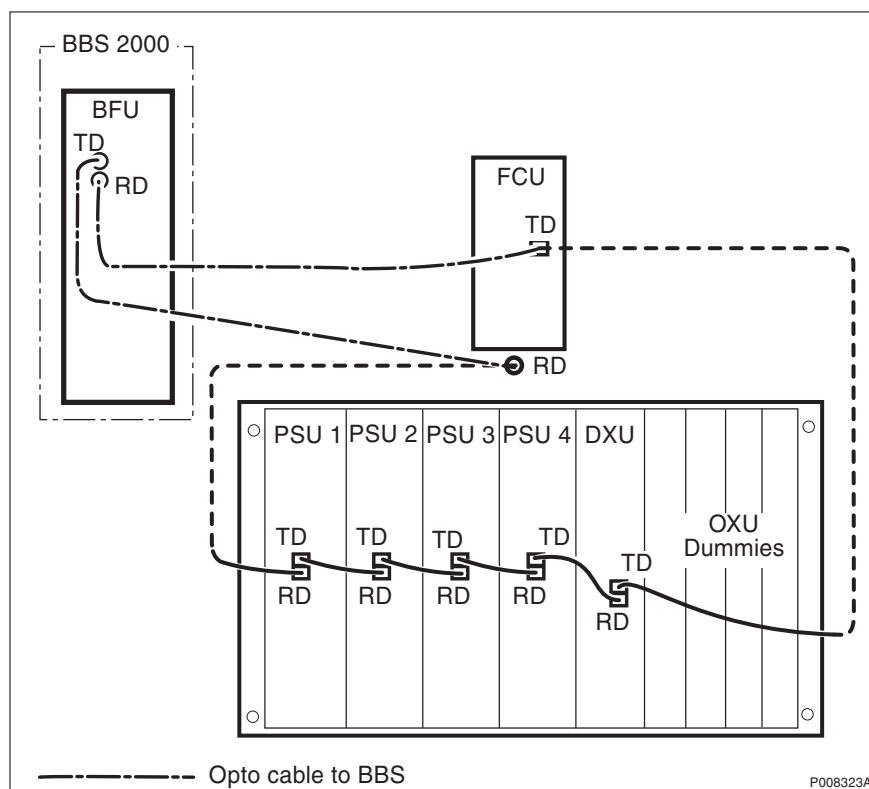 BBS 2000
BFU
TD
RD
FCU
TD
RD
PSU 1
PSU 2
PSU 3
PSU 4
DXU
OXU
Dummies
TD
RD
TD
RD
TD
RD
TD
RD
TD
RD
Opto cable to BBS
P008323A